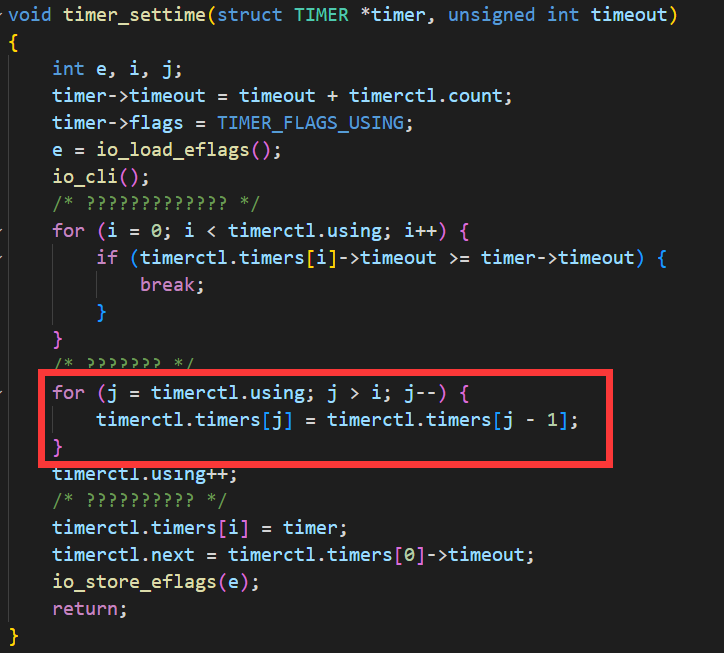 void timer_settime(struct TIMER *timer, unsigned int timeout)
{
int e, i, j;
timer->timeout = timeout + timerctl.count;
timer->flags = TIMER_FLAGS_USING;
e = io_load_eflags();
io_cli();
/* ????????????? */
for (i = 0; i < timerctl.using; i++) {
if (timerctl.timers[i]->timeout >= timer->timeout) {
break;
}
}
/* ??????? */
for (j = timerctl.using; j > i; j--) {
timerctl.timers[j] = timerctl.timers[j - 1];
}
timerctl.using++;
/* ?????????? */
timerctl.timers[i] = timer;
timerctl.next = timerctl.timers[0]->timeout;
io_store_eflags(e);
return;
}